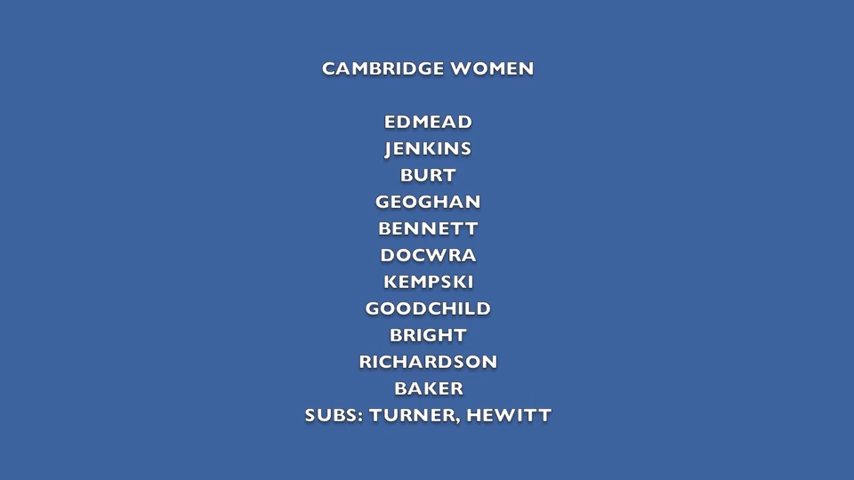 CAMBRIDGE WOMEN
EDMEAD
JENKINS
BURT
GEOGHAN
BENNETT
DOCWRA
KEMPSKI
GOODCHILD
BRIGHT
RICHARDSON
BAKER
SUBS: TURNER, HEWITT